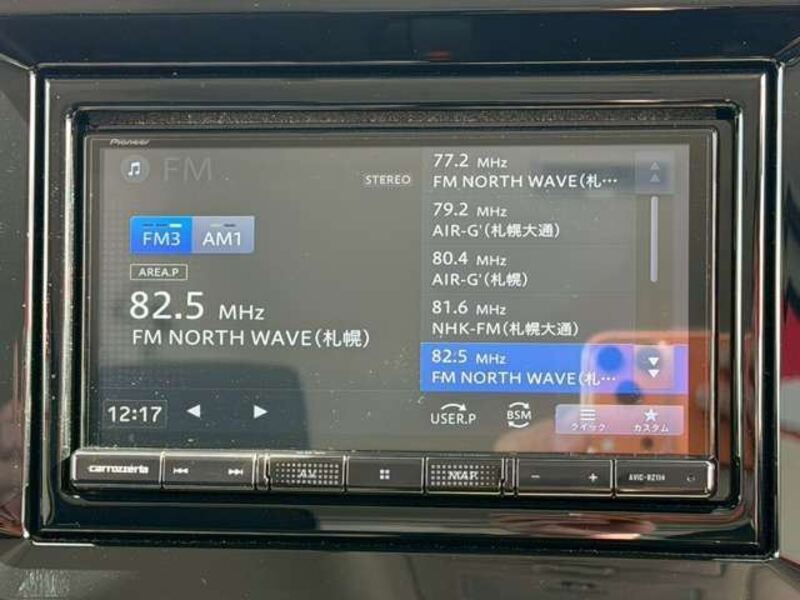 Pioneer
FM
STEREO
FM3 AM1
AREA.P
82.5 MHz
FM NORTH WAVE(札幌)
77.2 MHz
FM NORTH WAVE(札…
79.2 MHz
AIR-G'(札幌大通)
80.4 MHz
AIR-G'(札幌)
81.6 MHz
NHK-FM(札幌大通)
82.5 MHz
FM NORTH WAVE(札…
12:17
USER.P
BSM
クイック
カスタム
carrozzeria
AV
MAP
AVIC-RZ114